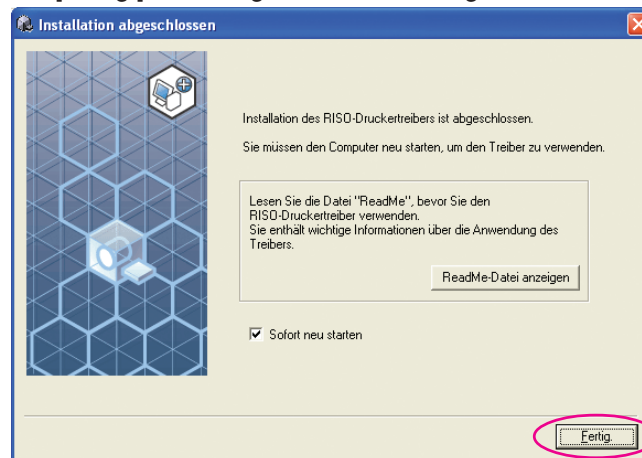 Installation abgeschlossen
Installation des RISO-Druckertreibers ist abgeschlossen.
Sie müssen den Computer neu starten, um den Treiber zu verwenden.
Lesen Sie die Datei "ReadMe", bevor Sie den
RISO-Druckertreiber verwenden.
Sie enthält wichtige Informationen über die Anwendung des
Treibers.
ReadMe-Datei anzeigen
Sofort neu starten
Fertig.